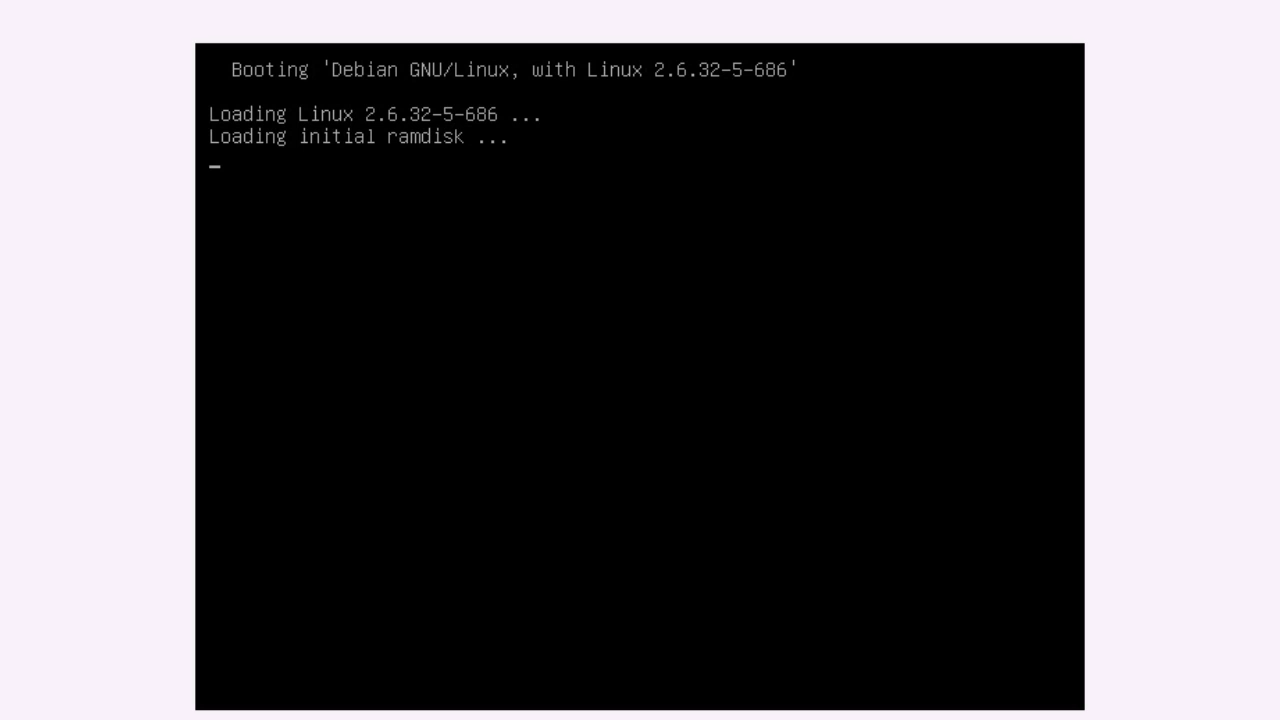 Booting 'Debian GNU/Linux, with Linux 2.6.32-5-686'
Loading Linux 2.6.32-5-686 ...
Loading initial ramdisk ...